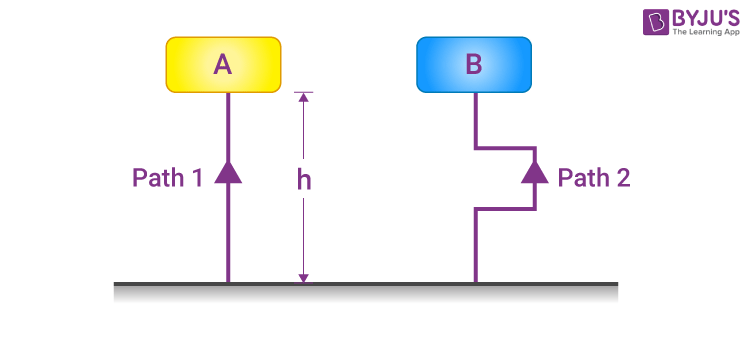 BYJU'S
The Learning App
A
B
Path 1
h
Path 2